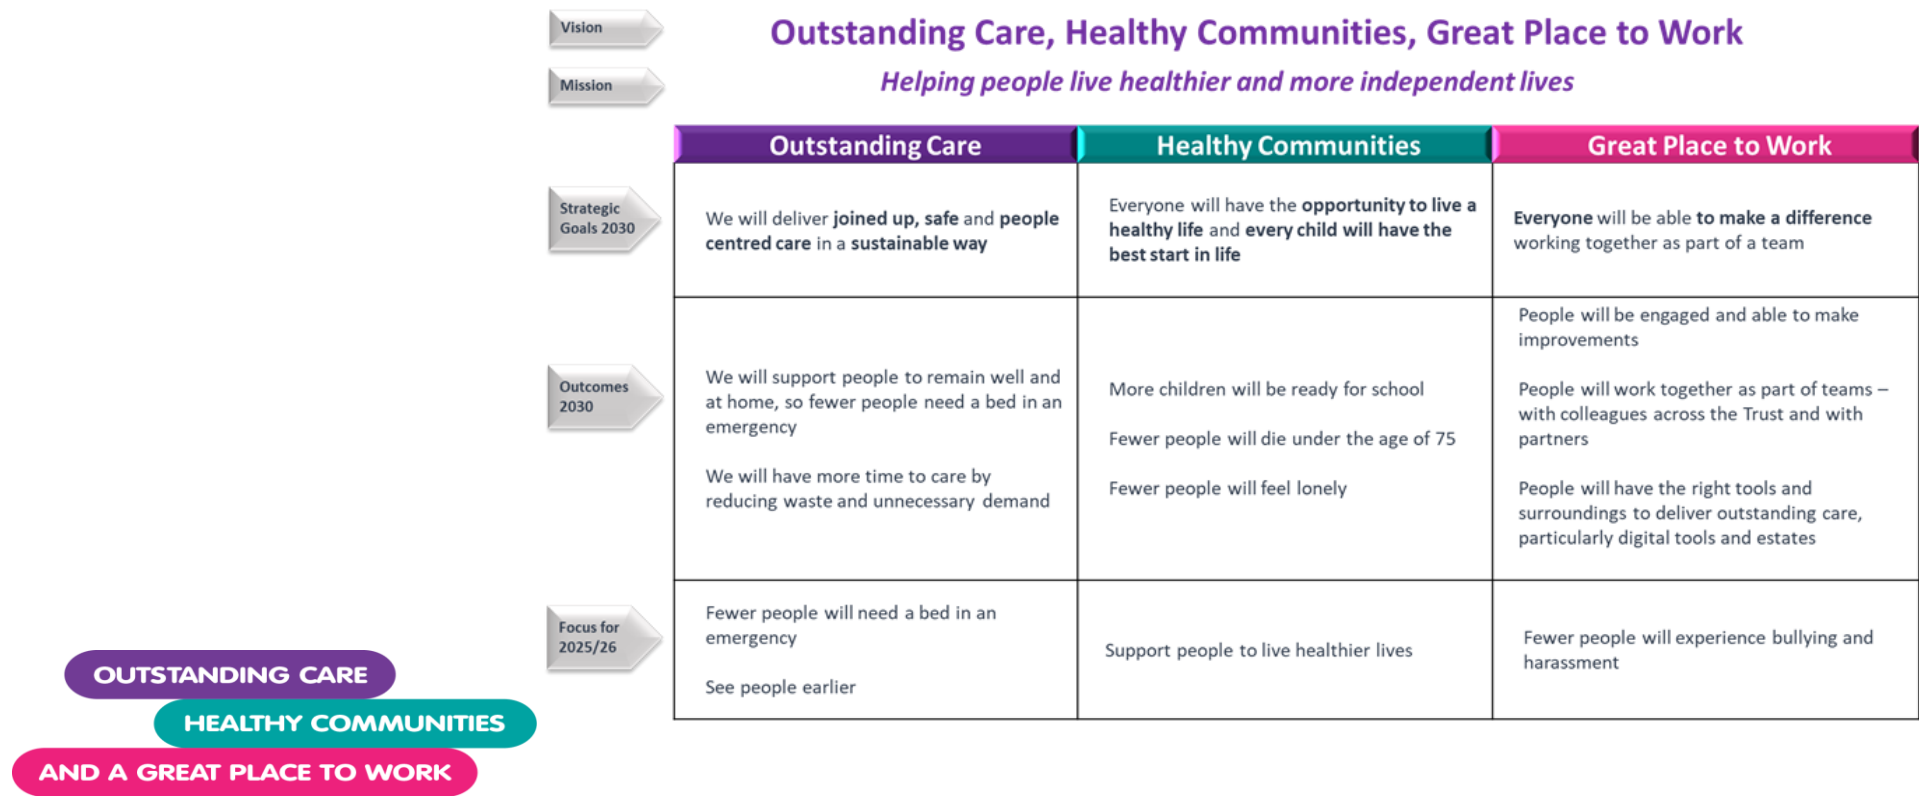 Vision
Outstanding Care, Healthy Communities, Great Place to Work
Mission
Helping people live healthier and more independent lives
Outstanding Care
Healthy Communities
Great Place to Work
Strategic
Goals 2030
We will deliver joined up, safe and people
centred care in a sustainable way
Everyone will have the opportunity to live a
healthy life and every child will have the
best start in life
Everyone will be able to make a difference
working together as part of a team
Outcomes
2030
We will support people to remain well and
at home, so fewer people need a bed in an
emergency
We will have more time to care by
reducing waste and unnecessary demand
More children will be ready for school
Fewer people will die under the age of 75
Fewer people will feel lonely
People will be engaged and able to make
improvements
People will work together as part of teams –
with colleagues across the Trust and with
partners
People will have the right tools and
surroundings to deliver outstanding care,
particularly digital tools and estates
Focus for
2025/26
Fewer people will need a bed in an
emergency
See people earlier
Support people to live healthier lives
Fewer people will experience bullying and
harassment
OUTSTANDING CARE
HEALTHY COMMUNITIES
AND A GREAT PLACE TO WORK